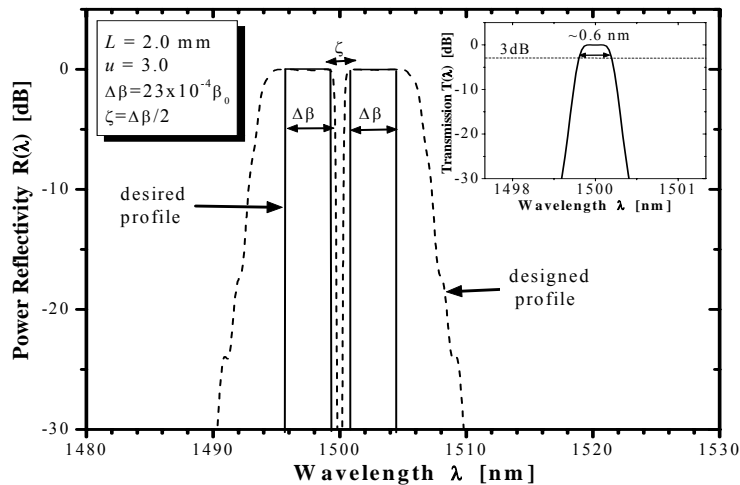 L = 2.0 mm
u = 3.0
Δβ=23x10⁻⁴β₀
ζ=Δβ/2
ζ
Δβ
Δβ
desired
profile
designed
profile
0
-10
-20
-30
Power Reflectivity R(λ) [dB]
1480
1490
1500
1510
1520
1530
Wavelength λ [nm]
~0.6 nm
3dB
0
-10
-20
-30
Transmission T(λ) [dB]
1498
1500
1501
Wavelength λ [nm]